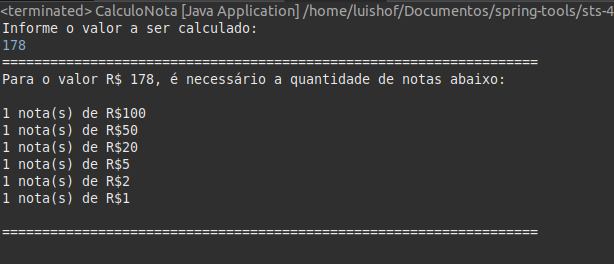 <terminated> CalculoNota [Java Application] /home/luishof/Documentos/spring-tools/sts-4
Informe o valor a ser calculado:
178
===================================================================
Para o valor R$ 178, é necessário a quantidade de notas abaixo:
1 nota(s) de R$100
1 nota(s) de R$50
1 nota(s) de R$20
1 nota(s) de R$5
1 nota(s) de R$2
1 nota(s) de R$1
===================================================================